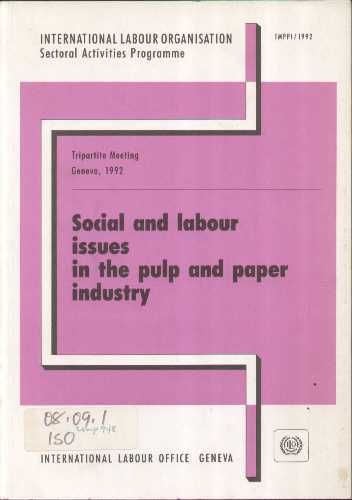 INTERNATIONAL LABOUR ORGANISATION
Sectoral Activities Programme
TMPPI/1992
Tripartite Meeting
Geneva, 1992
Social and labour
issues
in the pulp and paper
industry
08.09.1
ISO
INTERNATIONAL LABOUR OFFICE GENEVA